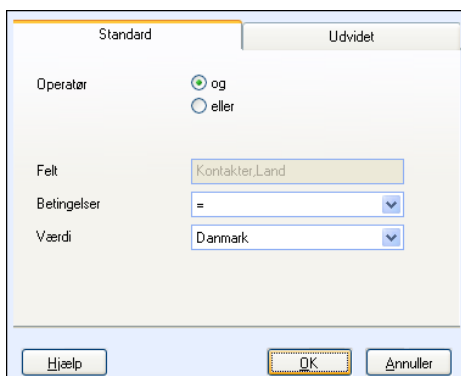 Standard Udvidet
Operatør og
eller
Felt Kontakter,Land
Betingelser =
Værdi Danmark
Hjælp OK Annuller